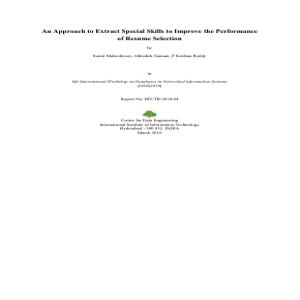 An Approach to Extract Special Skills to Improve the Performance
of Resume Selection
by
Sumit Maheshwari, Abhishek Sainani, P Krishna Reddy
in
6th International Workshop on Databases in Networked Information Systems
(DNIS2010)
Report No: IIIT/TR/2010/34
Centre for Data Engineering
International Institute of Information Technology
Hyderabad - 500 032, INDIA
March 2010